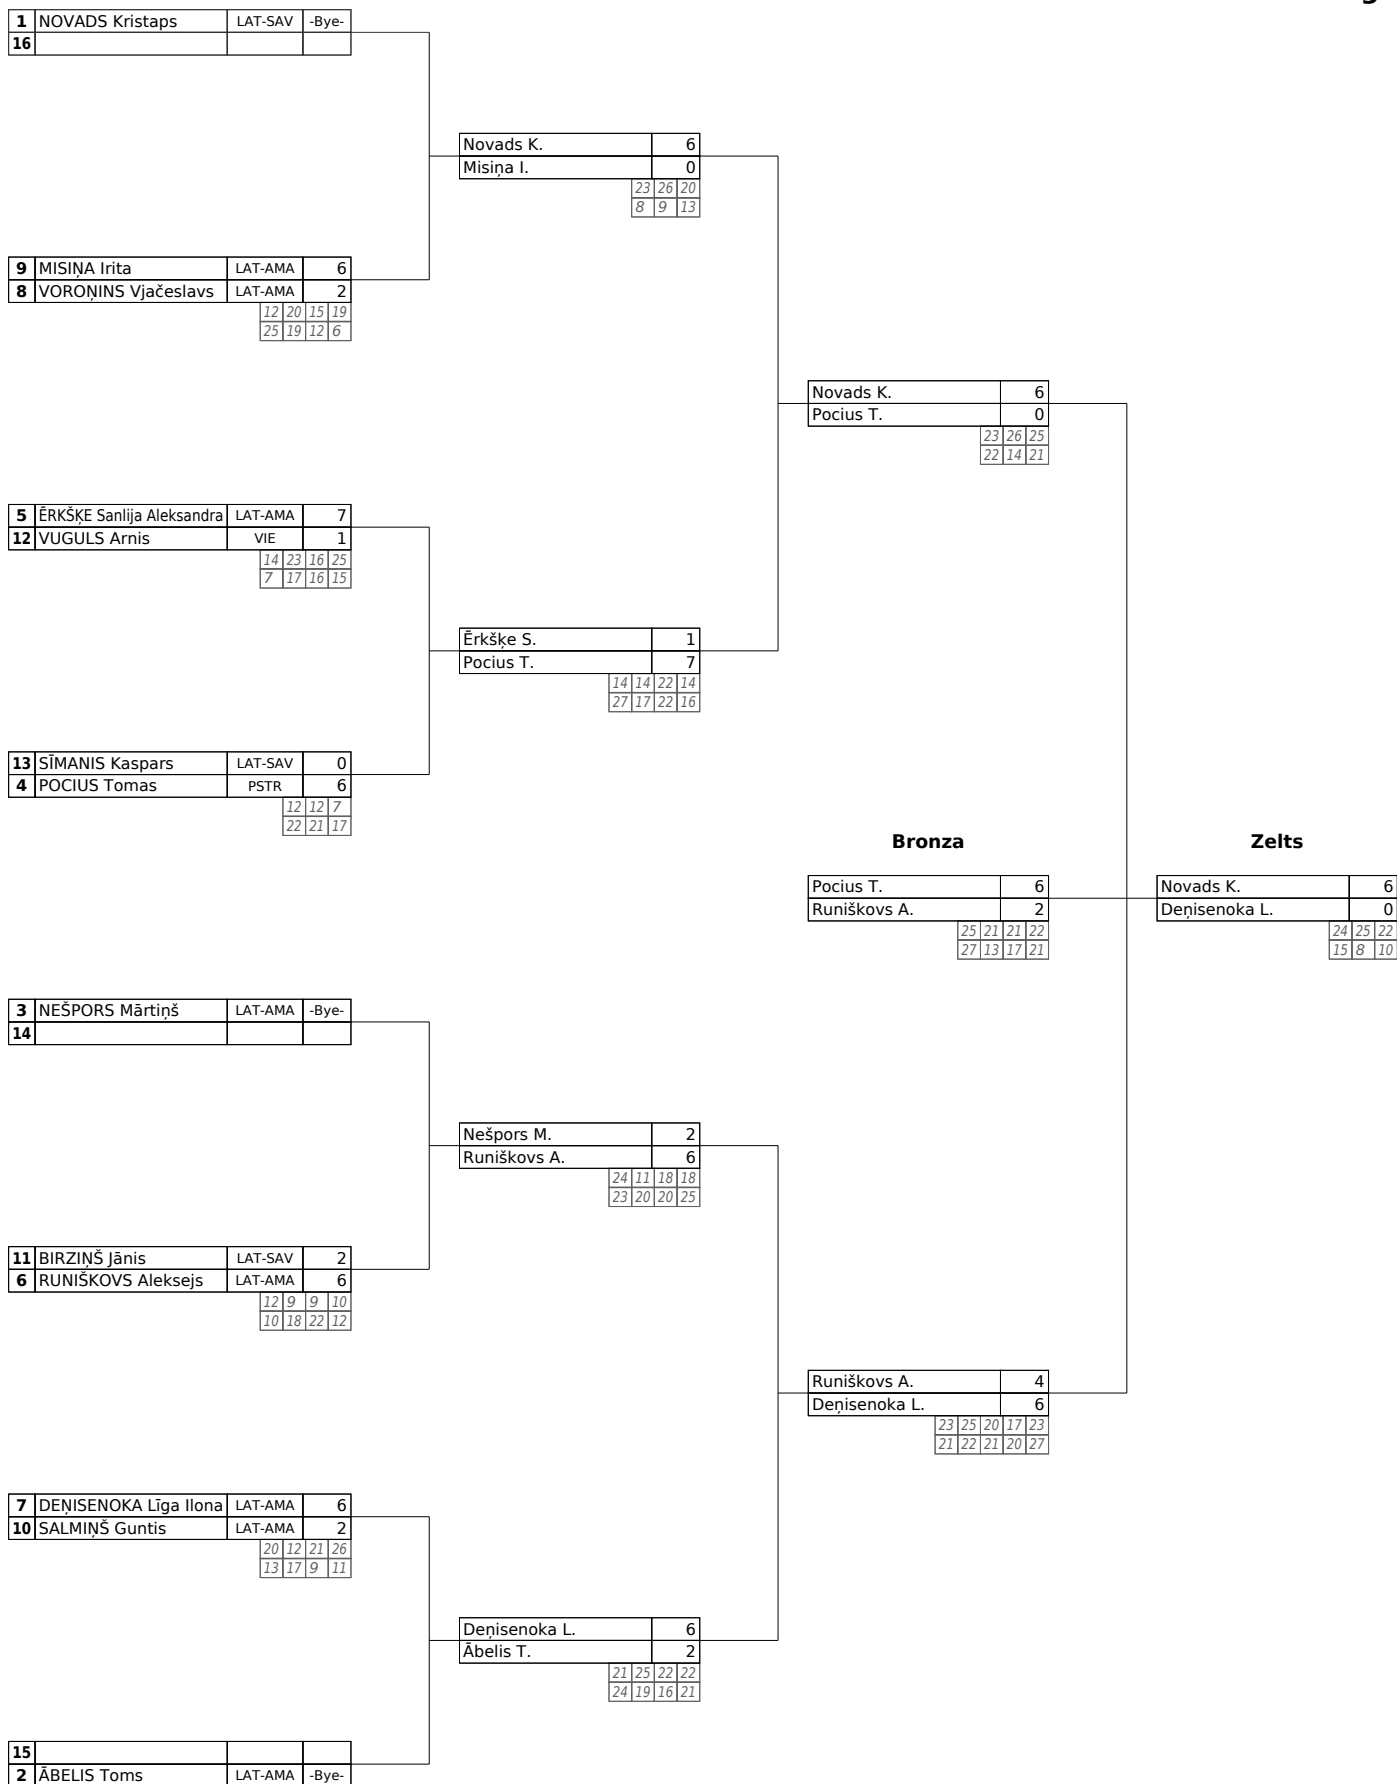 1 NOVADS Kristaps LAT-SAV -Bye-
16
Novads K. 6
Misiņa I. 0
23 26 20
8 9 13
9 MISIŅA Irita LAT-AMA 6
8 VOROŅINS Vjačeslavs LAT-AMA 2
12 20 15 19
25 19 12 6
Novads K. 6
Pocius T. 0
23 26 25
22 14 21
5 ĒRKŠĶE Sanlija Aleksandra LAT-AMA 7
12 VUGULS Arnis VIE 1
14 23 16 25
7 17 16 15
Ērkšķe S. 1
Pocius T. 7
14 14 22 14
27 17 22 16
13 SĪMANIS Kaspars LAT-SAV 0
4 POCIUS Tomas PSTR 6
12 12 7
22 21 17
Bronza Zelts
Pocius T. 6
Runiškovs A. 2
25 21 21 22
27 13 17 21
Novads K. 6
Deņisenoka L. 0
24 25 22
15 8 10
3 NEŠPORS Mārtiņš LAT-AMA -Bye-
14
Nešpors M. 2
Runiškovs A. 6
24 11 18 18
23 20 20 25
11 BIRZIŅŠ Jānis LAT-SAV 2
6 RUNIŠKOVS Aleksejs LAT-AMA 6
12 9 9 10
10 18 22 12
Runiškovs A. 4
Deņisenoka L. 6
23 25 20 17 23
21 22 21 20 27
7 DEŅISENOKA Līga Ilona LAT-AMA 6
10 SALMIŅŠ Guntis LAT-AMA 2
20 12 21 26
13 17 9 11
Deņisenoka L. 6
Ābelis T. 2
21 25 22 22
24 19 16 21
15
2 ĀBELIS Toms LAT-AMA -Bye-